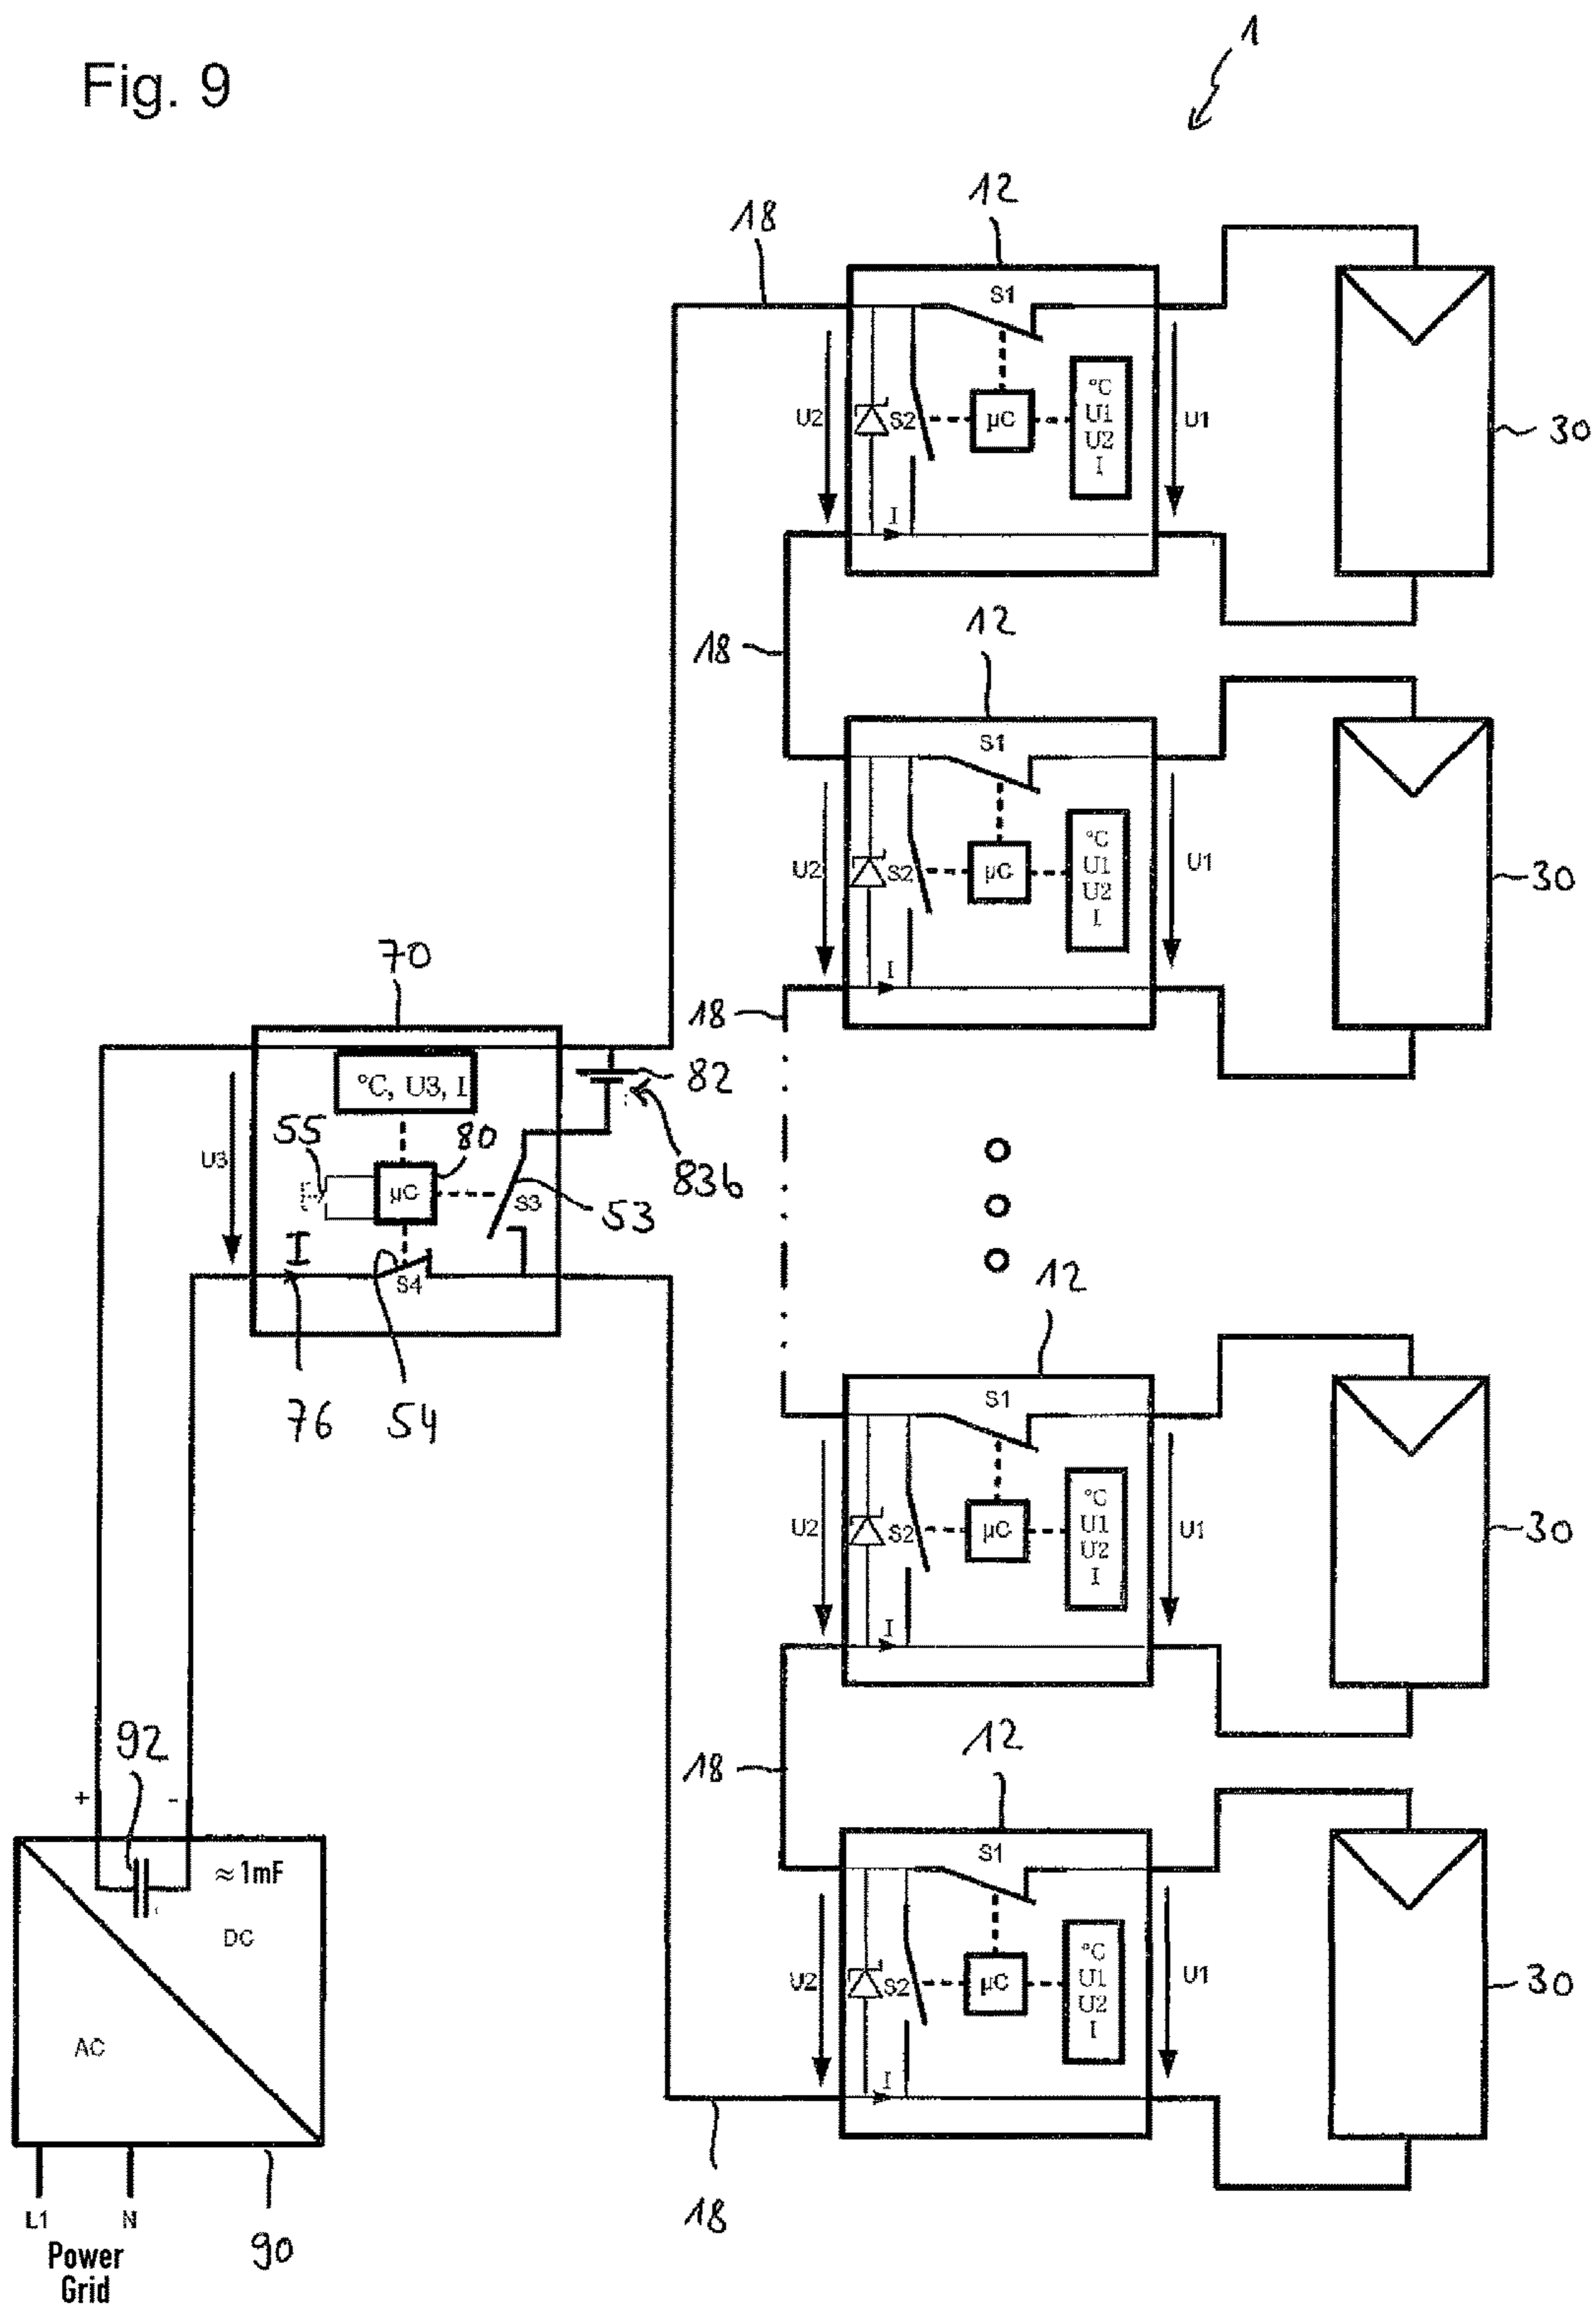 Fig. 9
1
12
18
S1
U2
S2
µC
°C
U1
U2
I
U1
30
I
12
18
S1
U2
S2
µC
°C
U1
U2
I
U1
30
I
18
70
82
°C, U3, I
55
80
U3
µC
S3
53
83b
I
S4
76
54
12
S1
U2
S2
µC
°C
U1
U2
I
U1
30
I
18
12
92
+
-
≈ 1mF
DC
AC
S1
U2
S2
µC
°C
U1
U2
I
U1
30
I
18
L1
N
90
Power
Grid